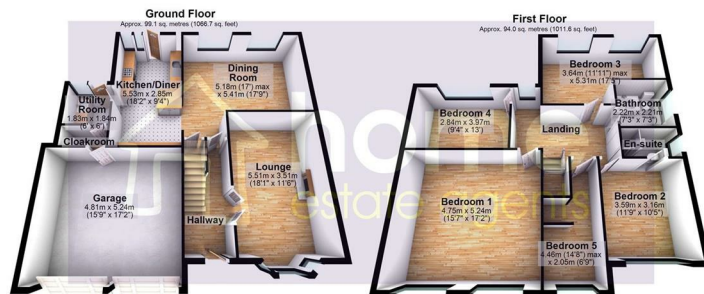 Ground Floor
Approx. 99.1 sq. metres (1066.7 sq. feet)
Kitchen/Diner
5.53m x 2.85m
(18'2" x 9'4")
Dining
Room
5.18m (17') max
x 5.41m (17'9")
Utility
Room
1.83m x 1.84m
(6' x 6')
Cloakroom
Lounge
5.51m x 3.51m
(18'1" x 11'6")
Garage
4.81m x 5.24m
(15'9" x 17'2")
Hallway
First Floor
Approx. 94.0 sq. metres (1011.6 sq. feet)
Bedroom 3
3.64m (11'11") max
x 5.31m (17'5")
Bedroom 4
2.84m x 3.97m
(9'4" x 13')
Bathroom
2.22m x 2.21m
(7'3" x 7'3")
Landing
En-suite
Bedroom 1
4.75m x 5.24m
(15'7" x 17'2")
Bedroom 2
3.59m x 3.16m
(11'9" x 10'5")
Bedroom 5
4.46m (14'8") max
x 2.05m (6'9")
home
estate agents